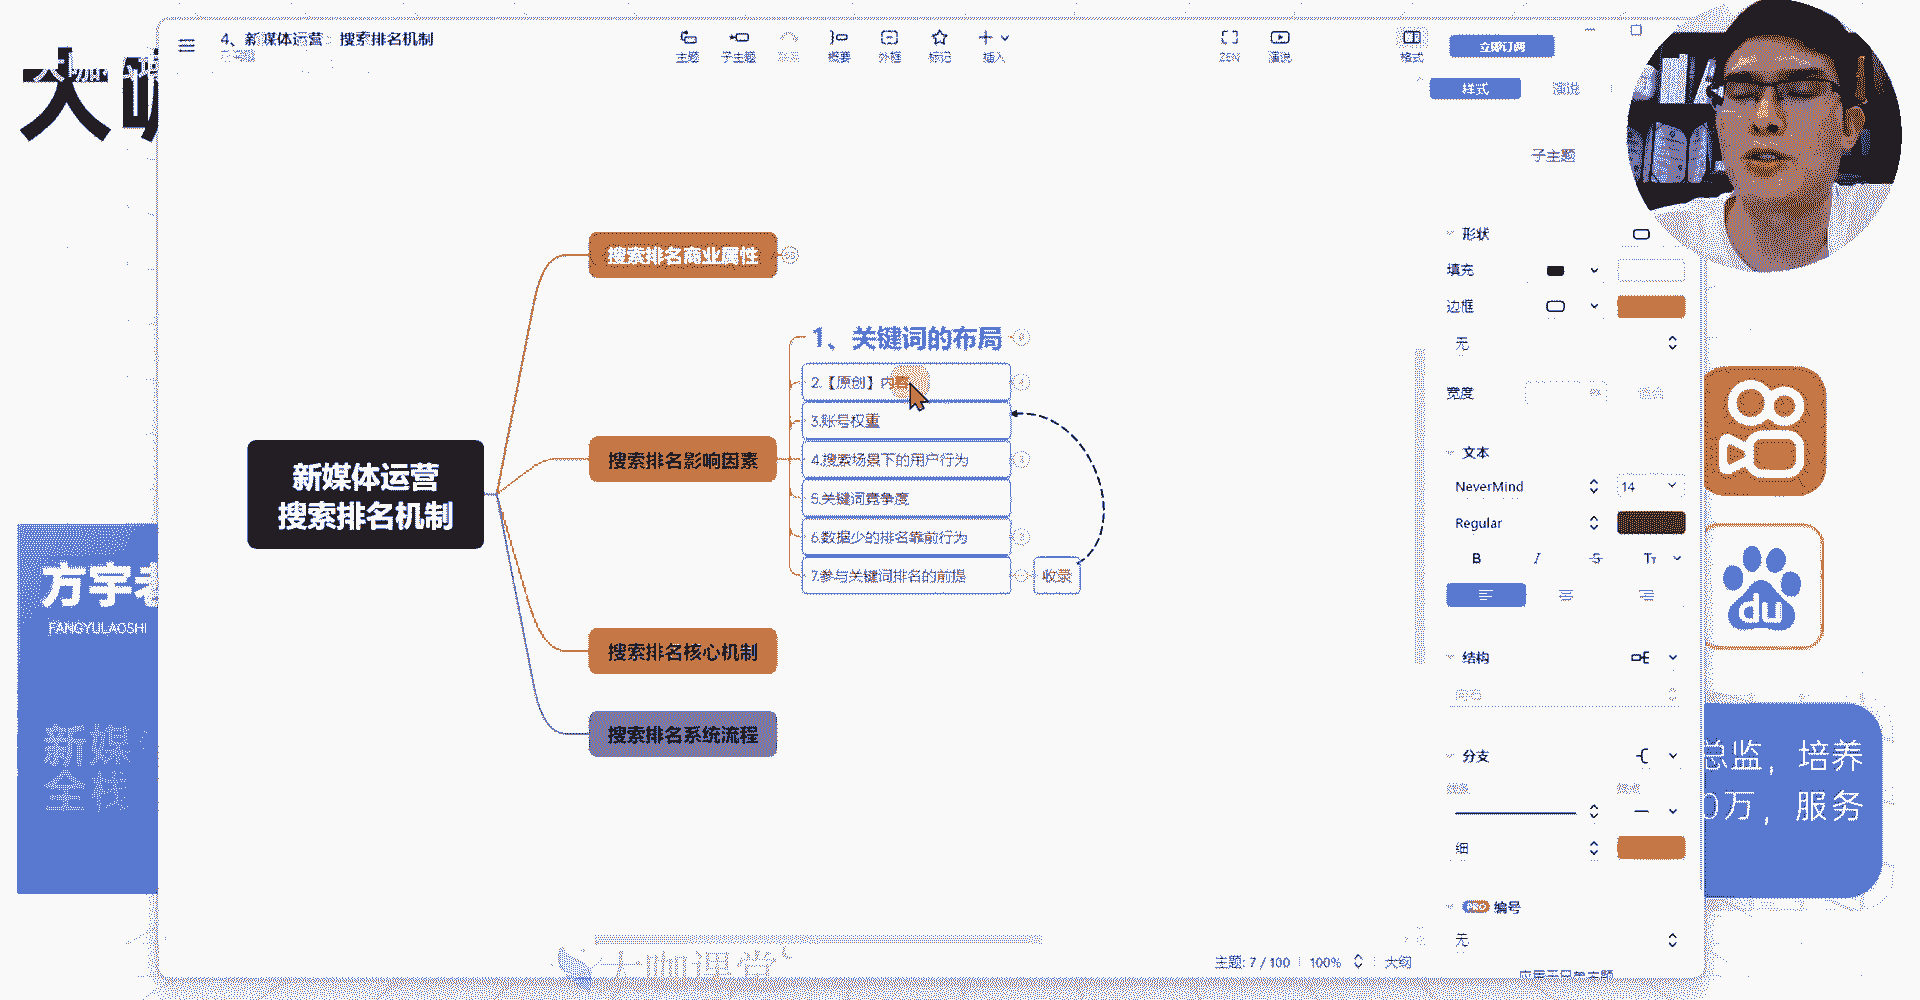 4、新媒体运营 搜索排名机制
主题
子主题
概要
外框
标记
插入
ZEN
演说
格式
立即订阅
样式
演说
子主题
形状
填充
边框
无
宽度
文本
NeverMind
14
Regular
B
I
S
TT
结构
分支
细
PRO 编号
无
新媒体运营
搜索排名机制
搜索排名商业属性
搜索排名影响因素
1、关键词的布局
2.【原创】内容
3.账号权重
4.搜索场景下的用户行为
5.关键词竞争度
6.数据少的排名靠前行为
7.参与关键词排名的前提
收录
搜索排名核心机制
搜索排名系统流程
方宇老
FANGYULAOSHI
新媒
全栈
du
总监，培养
0万，服务
大咖课堂
主题: 7 / 100
100%
大纲